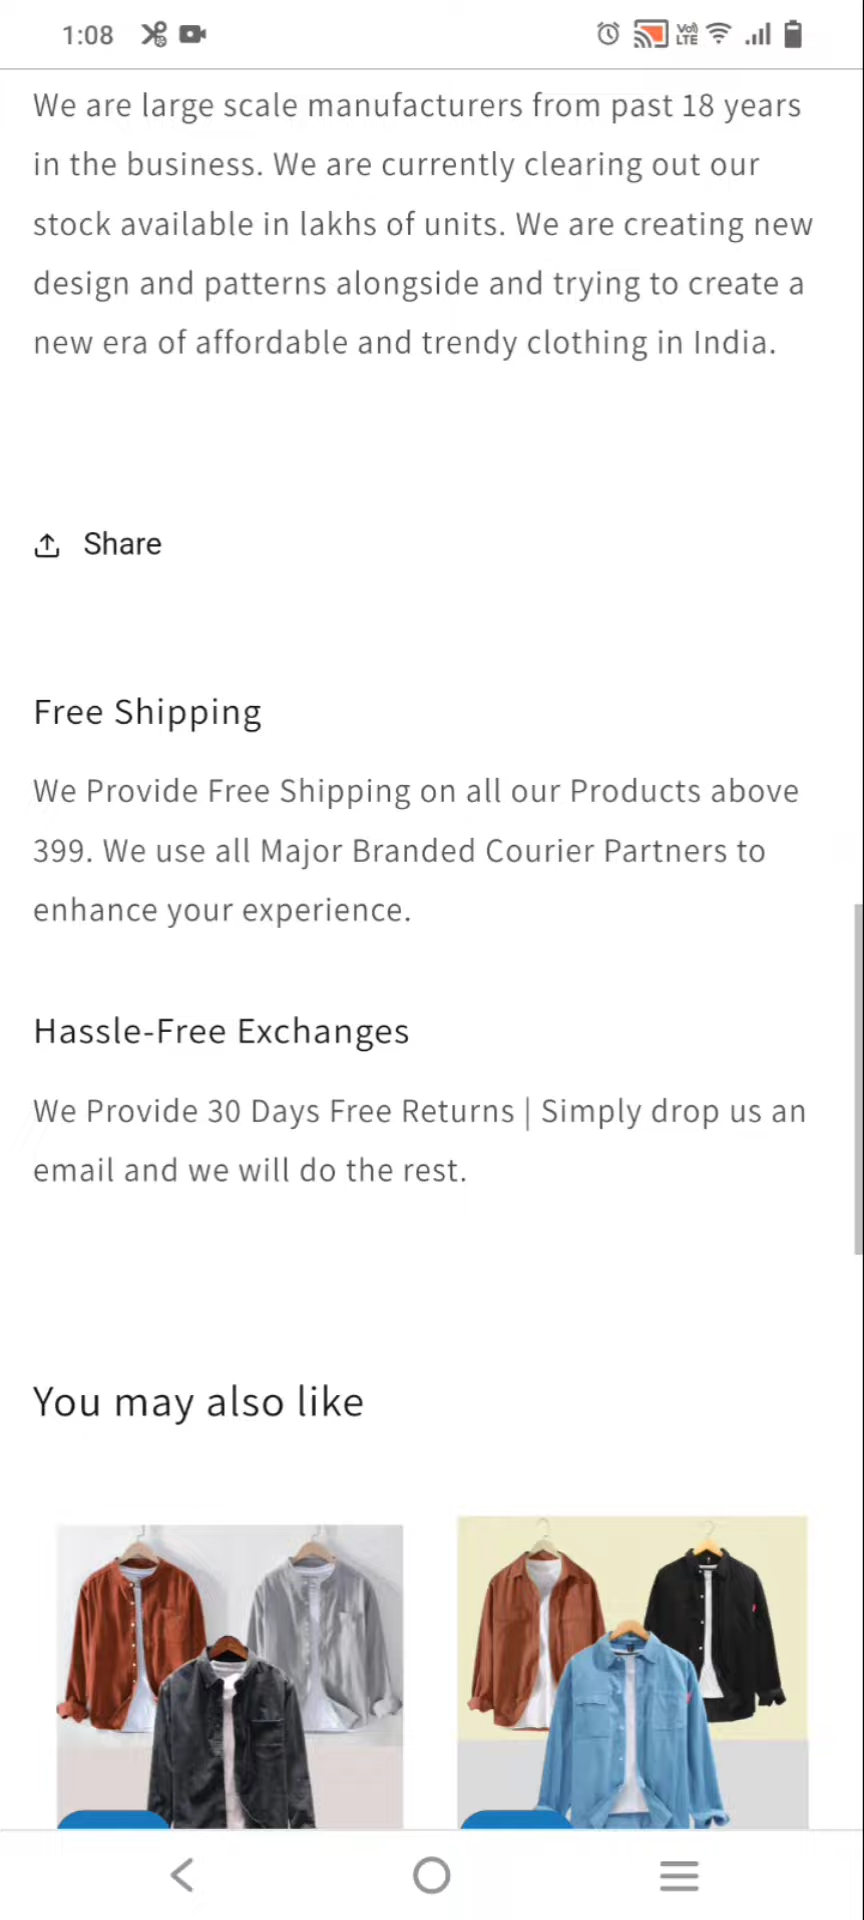 1:08
Vo)
LTE
We are large scale manufacturers from past 18 years
in the business. We are currently clearing out our
stock available in lakhs of units. We are creating new
design and patterns alongside and trying to create a
new era of affordable and trendy clothing in India.
Share
Free Shipping
We Provide Free Shipping on all our Products above
399. We use all Major Branded Courier Partners to
enhance your experience.
Hassle-Free Exchanges
We Provide 30 Days Free Returns | Simply drop us an
email and we will do the rest.
You may also like